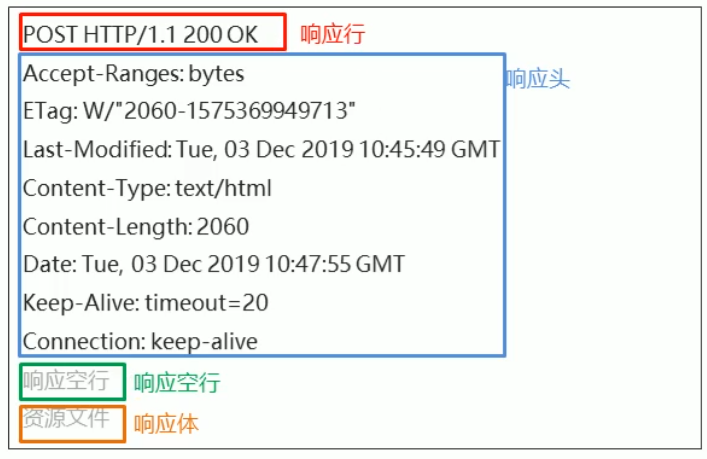 POST HTTP/1.1 200 OK 响应行
Accept-Ranges: bytes 响应头
ETag: W/"2060-1575369949713"
Last-Modified: Tue, 03 Dec 2019 10:45:49 GMT
Content-Type: text/html
Content-Length: 2060
Date: Tue, 03 Dec 2019 10:47:55 GMT
Keep-Alive: timeout=20
Connection: keep-alive
响应空行 响应空行
资源文件 响应体